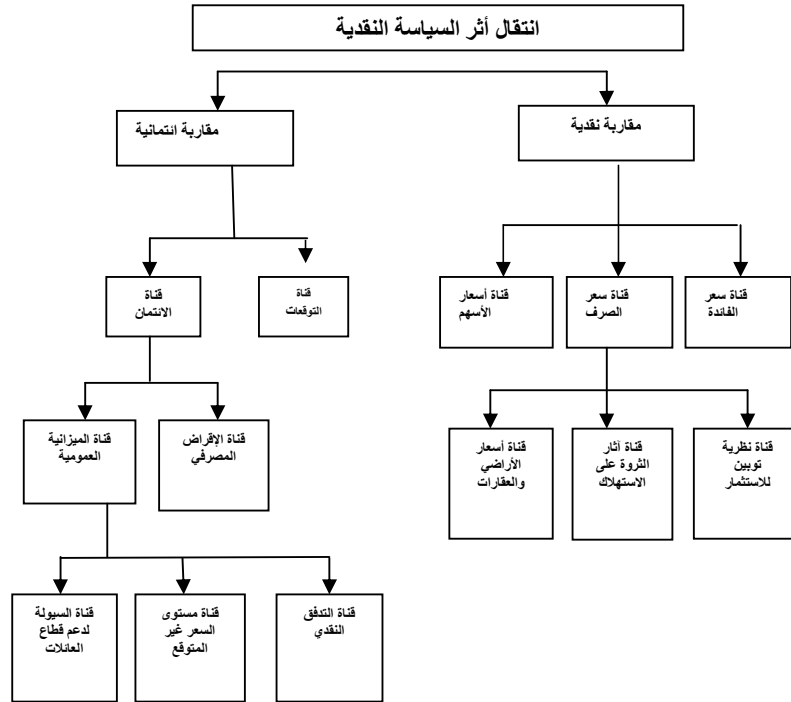 انتقال أثر السياسة النقدية
مقاربة نقدية
مقاربة ائتمانية
قناة سعر
الفائدة
قناة سعر
الصرف
قناة أسعار
الأسهم
قناة
التوقعات
قناة
الائتمان
قناة نظرية
توبين
للاستثمار
قناة آثار
الثروة على
الاستهلاك
قناة أسعار
الأراضي
والعقارات
قناة الإقراض
المصرفي
قناة الميزانية
العمومية
قناة التدفق
النقدي
قناة مستوى
السعر غير
المتوقع
قناة السيولة
لدعم قطاع
العائلات